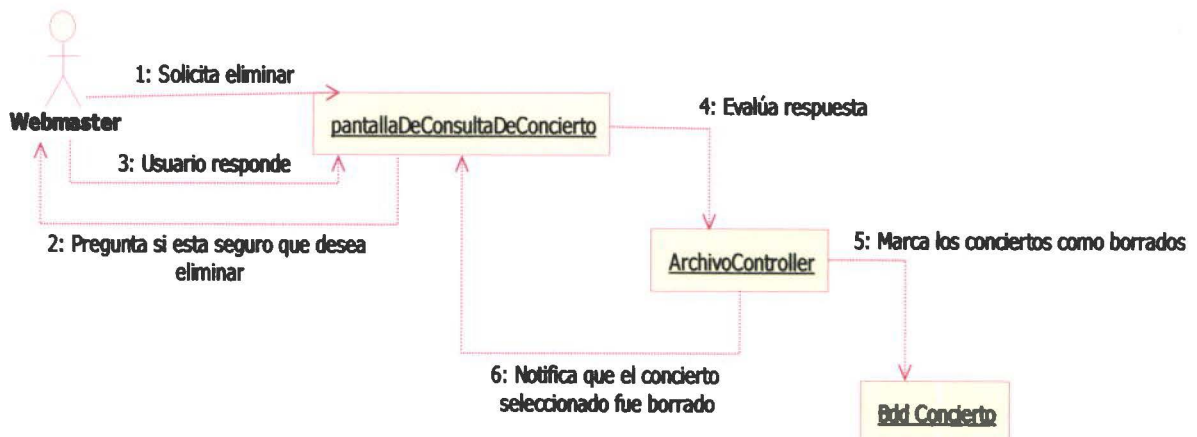 1: Solicita eliminar
Webmaster
pantallaDeConsultaDeConcierto
4: Evalúa respuesta
3: Usuario responde
2: Pregunta si esta seguro que desea
eliminar
ArchivoController
5: Marca los conciertos como borrados
6: Notifica que el concierto
seleccionado fue borrado
Bdd Concierto